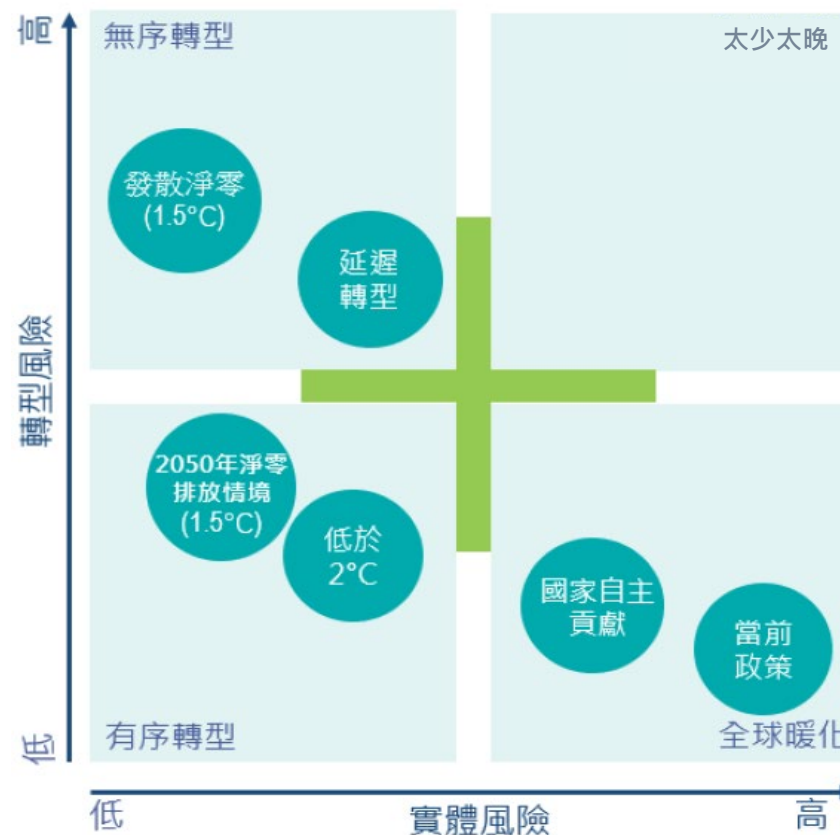 高
無序轉型
太少太晚
發散淨零
(1.5°C)
延遲
轉型
轉型風險
2050年淨零
排放情境
(1.5°C)
低於
2°C
國家自主
貢獻
當前
政策
低
有序轉型
全球暖化
低
實體風險
高